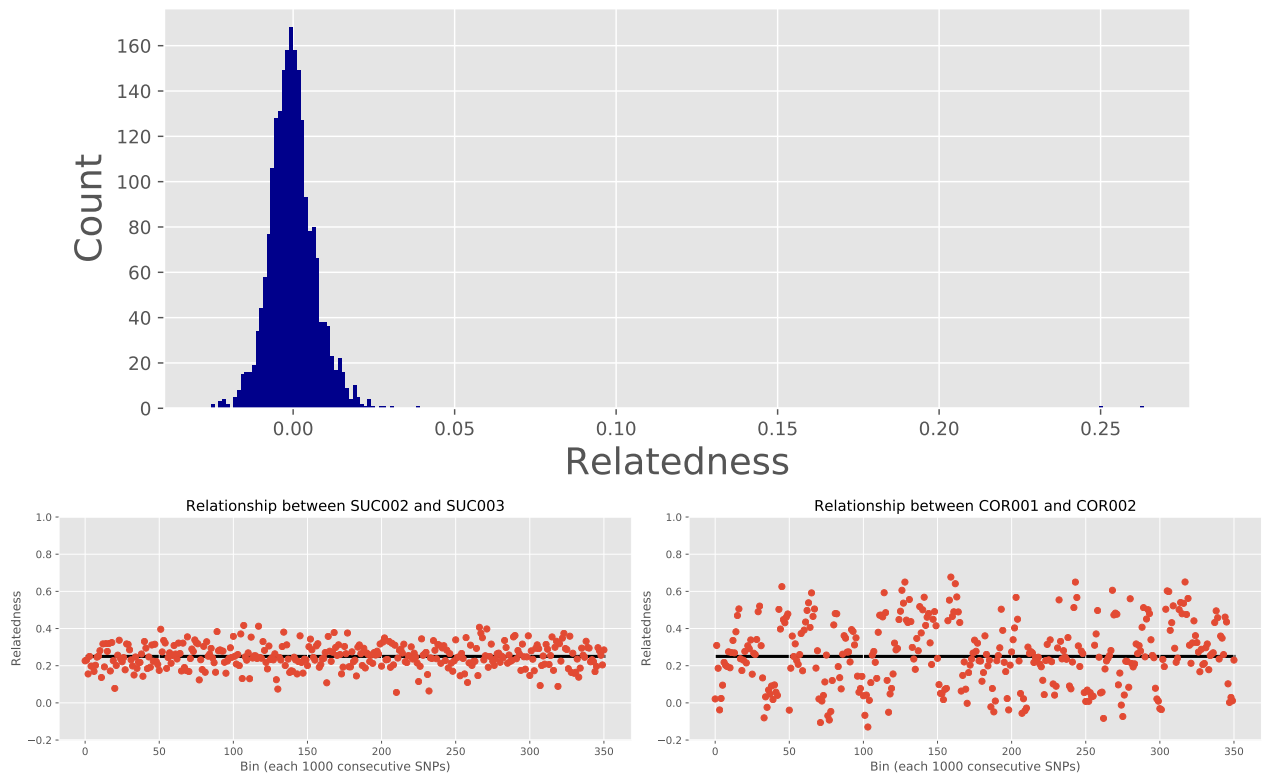 160
140
120
100
80
60
40
20
0
Count
0.00 0.05 0.10 0.15 0.20 0.25
Relatedness
Relationship between SUC002 and SUC003
1.0
0.8
0.6
0.4
0.2
0.0
−0.2
Relatedness
0 50 100 150 200 250 300 350
Bin (each 1000 consecutive SNPs)
Relationship between COR001 and COR002
1.0
0.8
0.6
0.4
0.2
0.0
−0.2
Relatedness
0 50 100 150 200 250 300 350
Bin (each 1000 consecutive SNPs)